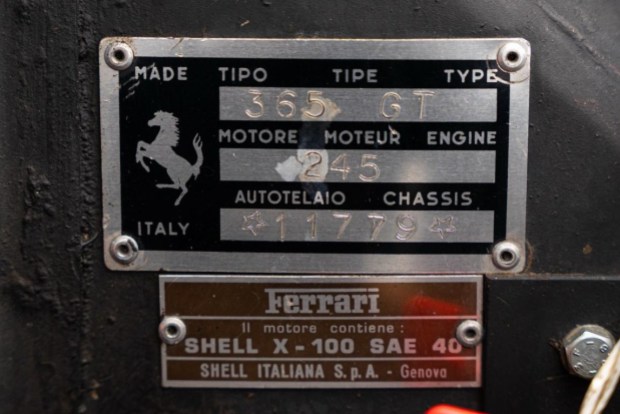 MADE TIPO TIPE TYPE
365 GT
MOTORE MOTEUR ENGINE
245
AUTOTELAIO CHASSIS
ITALY *11779*
Ferrari
Il motore contiene:
SHELL X-100 SAE 40
SHELL ITALIANA S.p.A. - Genova